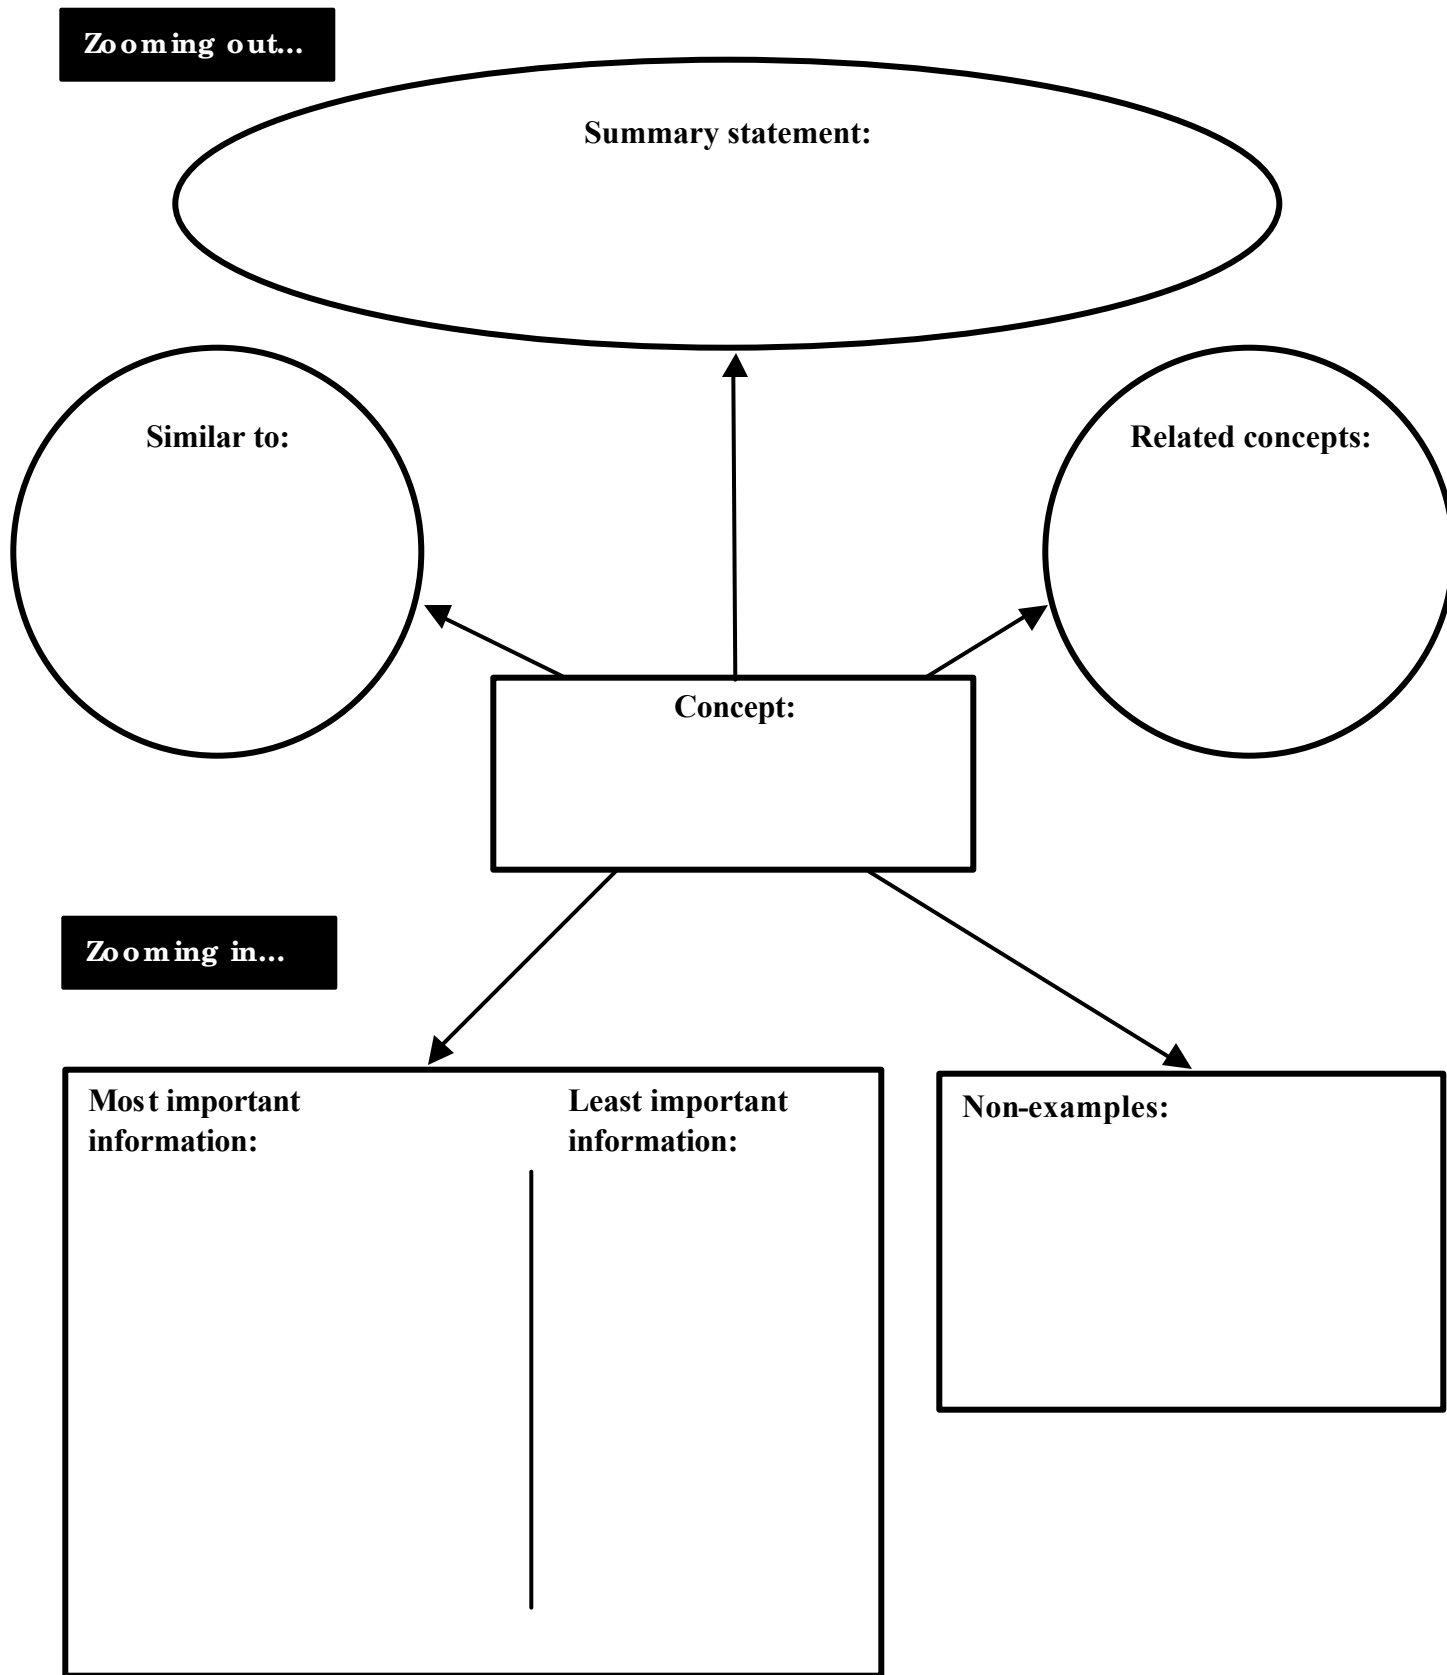 Zooming out...
Summary statement:
Similar to:
Related concepts:
Concept:
Zooming in...
Most important
information:
Least important
information:
Non-examples: